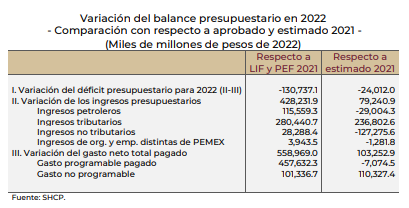 Variación del balance presupuestario en 2022
- Comparación con respecto a aprobado y estimado 2021 -
(Miles de millones de pesos de 2022)
Respecto a LIF y PEF 2021 Respecto a estimado 2021
I. Variación del déficit presupuestario para 2022 (II-III) -130,737.1 -24,012.0
II. Variación de los ingresos presupuestarios 428,231.9 79,240.9
Ingresos petroleros 115,559.3 -29,004.3
Ingresos tributarios 280,440.7 236,802.6
Ingresos no tributarios 28,288.4 -127,275.6
Ingresos de org. y emp. distintas de PEMEX 3,943.5 -1,281.8
III. Variación del gasto neto total pagado 558,969.0 103,252.9
Gasto programable pagado 457,632.3 -7,074.5
Gasto no programable 101,336.7 110,327.4
Fuente: SHCP.